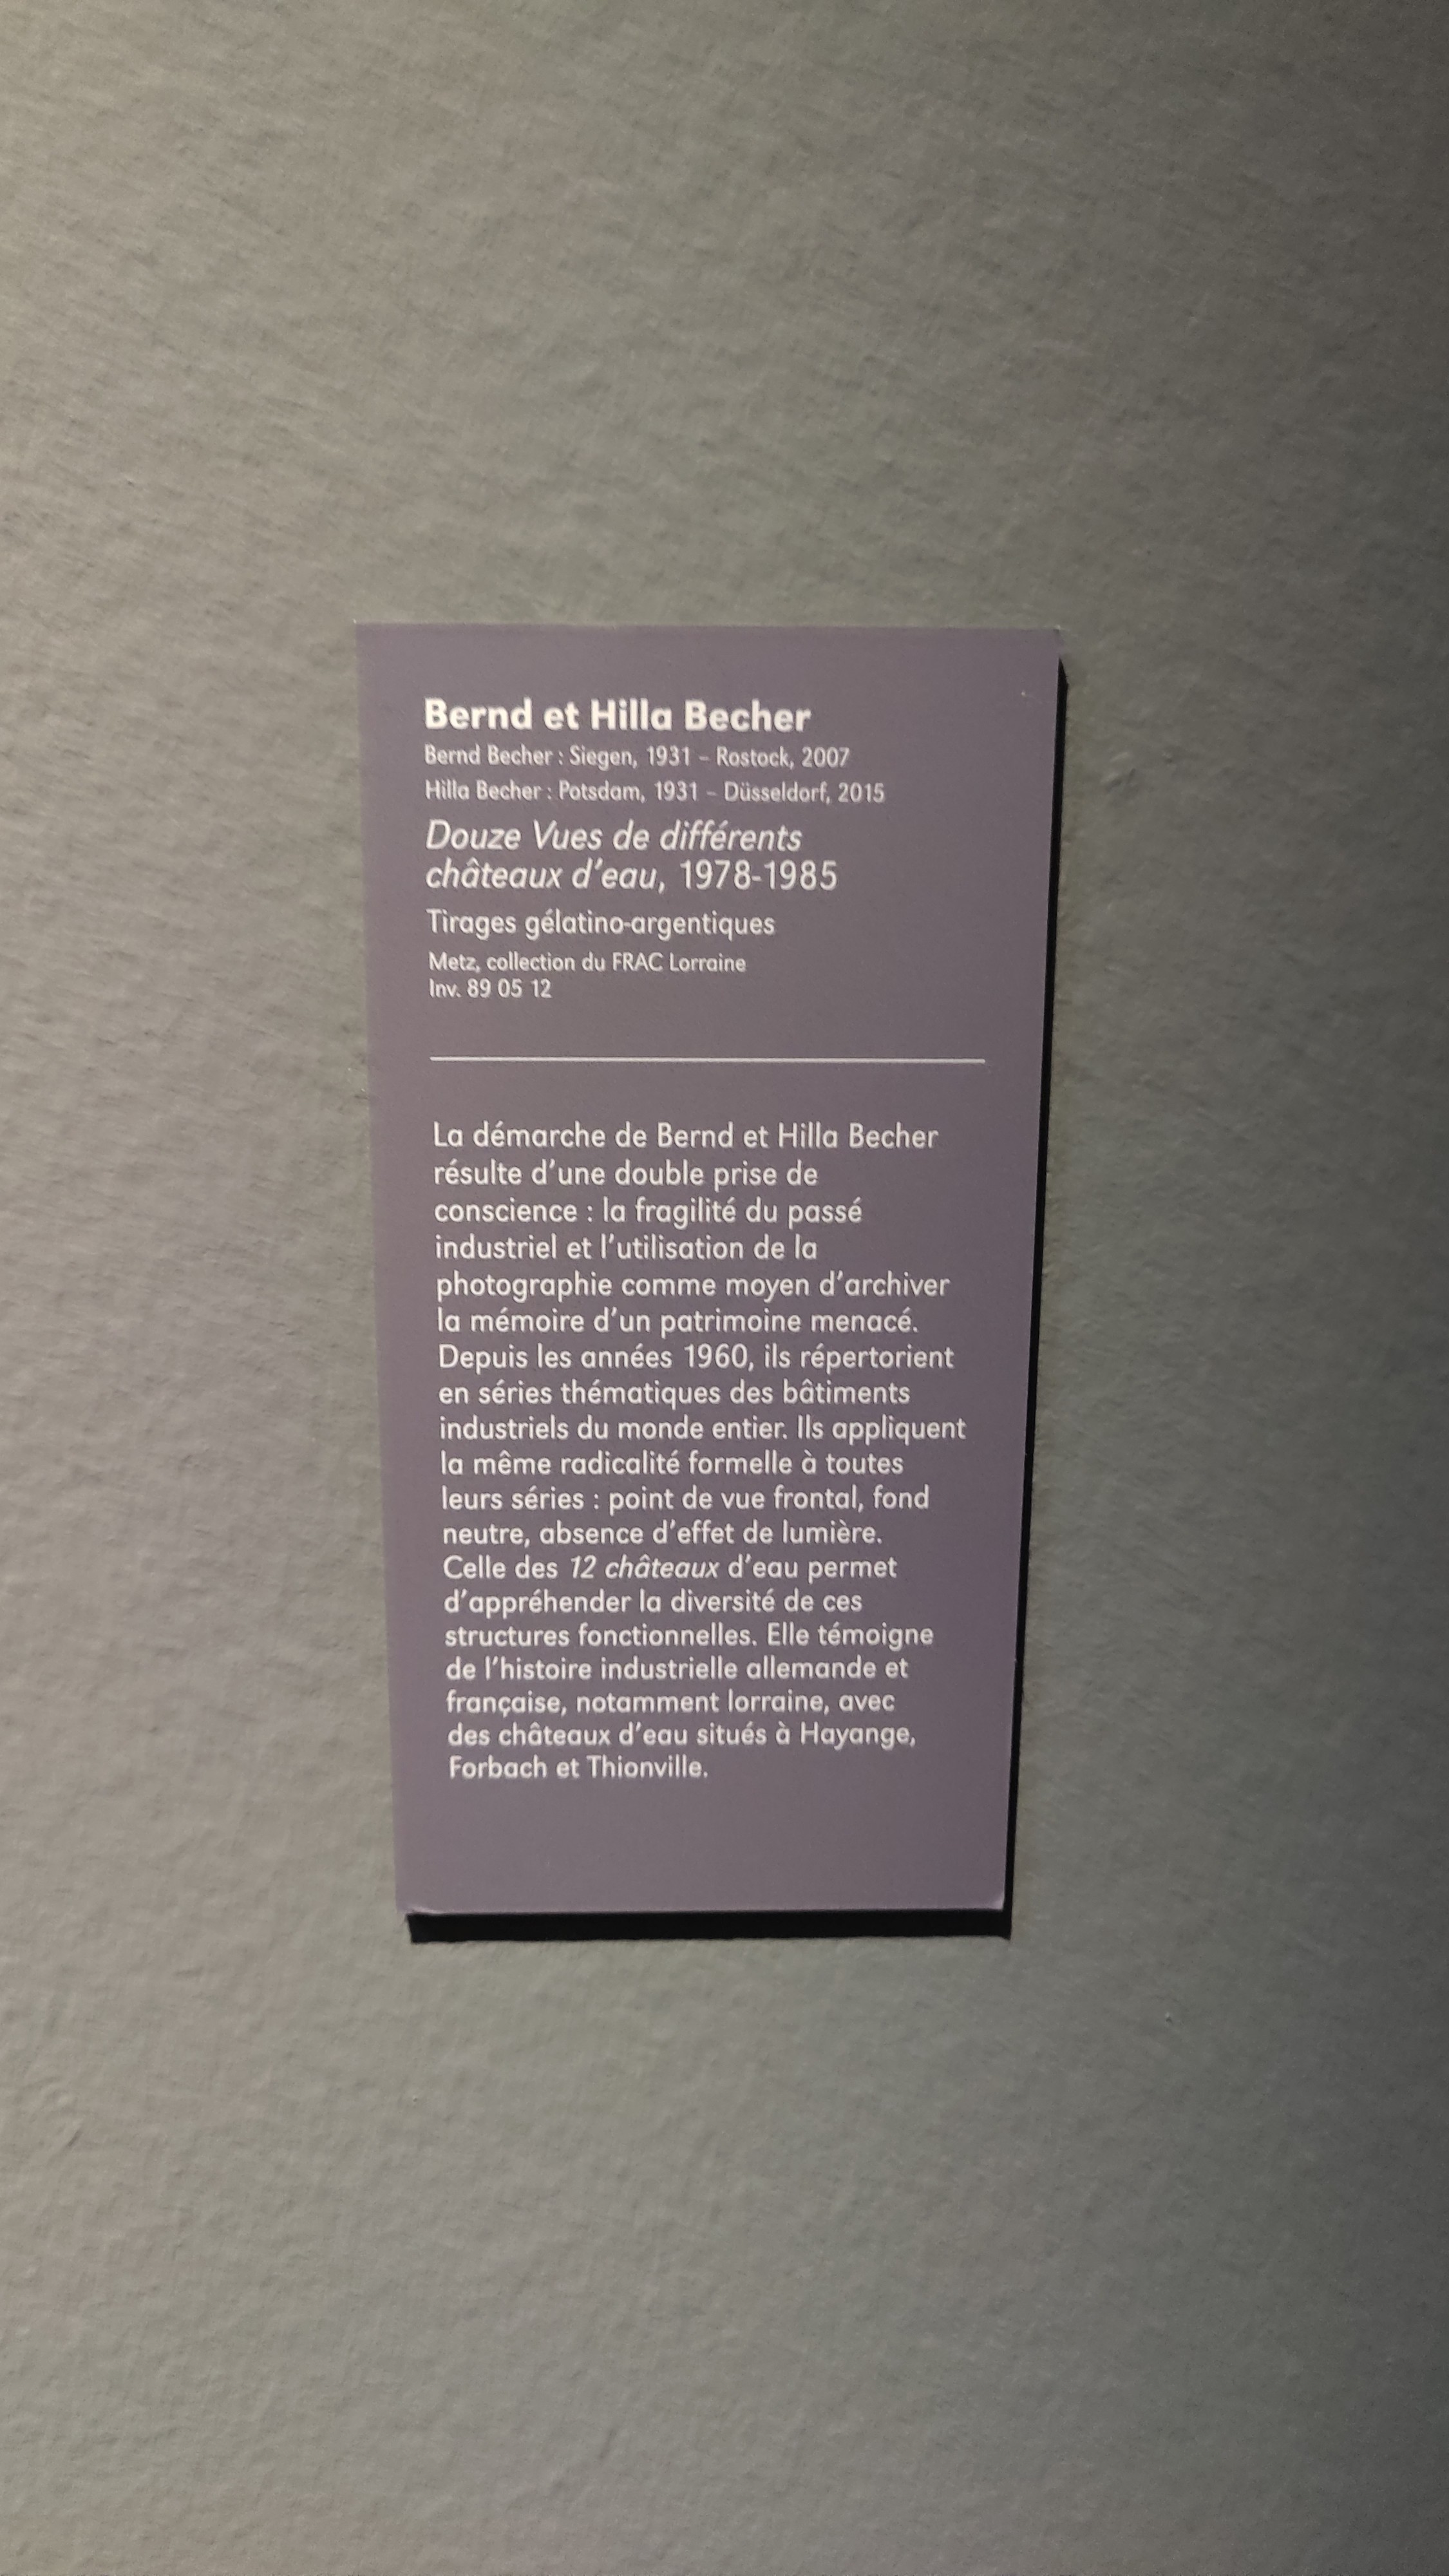 Bernd et Hilla Becher
Bernd Becher : Siegen, 1931 – Rostock, 2007
Hilla Becher : Potsdam, 1931 – Düsseldorf, 2015
Douze Vues de différents
châteaux d'eau, 1978-1985
Tirages gélatino-argentiques
Metz, collection du FRAC Lorraine
Inv. 89 05 12
La démarche de Bernd et Hilla Becher
résulte d'une double prise de
conscience : la fragilité du passé
industriel et l'utilisation de la
photographie comme moyen d'archiver
la mémoire d'un patrimoine menacé.
Depuis les années 1960, ils répertorient
en séries thématiques des bâtiments
industriels du monde entier. Ils appliquent
la même radicalité formelle à toutes
leurs séries : point de vue frontal, fond
neutre, absence d'effet de lumière.
Celle des 12 châteaux d'eau permet
d'appréhender la diversité de ces
structures fonctionnelles. Elle témoigne
de l'histoire industrielle allemande et
française, notamment lorraine, avec
des châteaux d'eau situés à Hayange,
Forbach et Thionville.